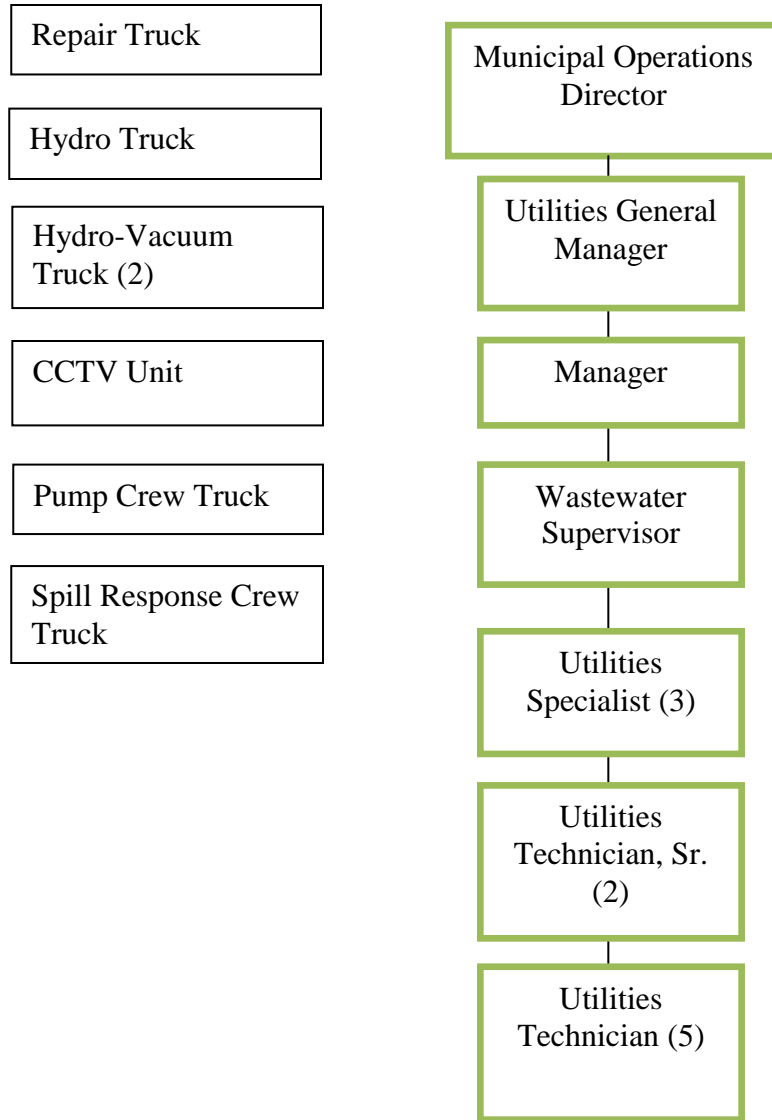 Repair Truck
Hydro Truck
Hydro-Vacuum
Truck (2)
CCTV Unit
Pump Crew Truck
Spill Response Crew
Truck
Municipal Operations
Director
Utilities General
Manager
Manager
Wastewater
Supervisor
Utilities
Specialist (3)
Utilities
Technician, Sr.
(2)
Utilities
Technician (5)